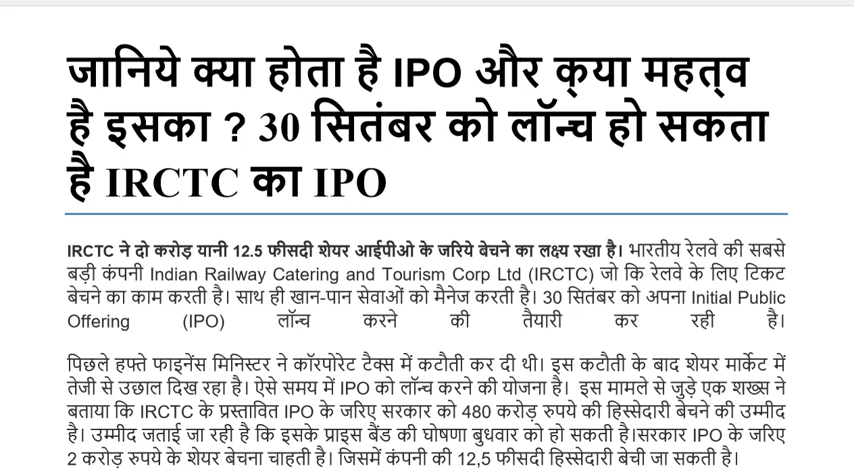 जानिये क्या होता है IPO और क्‍या महत्‍व
है इसका ? 30 सितंबर को लॉन्च हो सकता
है IRCTC का IPO
IRCTC ने दो करोड़ यानी 12.5 फीसदी शेयर आईपीओ के जरिये बेचने का लक्ष्य रखा है। भारतीय रेलवे की सबसे
बड़ी कंपनी Indian Railway Catering and Tourism Corp Ltd (IRCTC) जो कि रेलवे के लिए टिकट
बेचने का काम करती है। साथ ही खान-पान सेवाओं को मैनेज करती है। 30 सितंबर को अपना Initial Public
Offering (IPO) लॉन्च करने की तैयारी कर रही है।
पिछले हफ्ते फाइनेंस मिनिस्टर ने कॉरपोरेट टैक्स में कटौती कर दी थी। इस कटौती के बाद शेयर मार्केट में
तेजी से उछाल दिख रहा है। ऐसे समय में IPO को लॉन्च करने की योजना है। इस मामले से जुड़े एक शख्स ने
बताया कि IRCTC के प्रस्तावित IPO के जरिए सरकार को 480 करोड़ रुपये की हिस्सेदारी बेचने की उम्मीद
है। उम्मीद जताई जा रही है कि इसके प्राइस बैंड की घोषणा बुधवार को हो सकती है।सरकार IPO के जरिए
2 करोड़ रुपये के शेयर बेचना चाहती है। जिसमें कंपनी की 12,5 फीसदी हिस्सेदारी बेची जा सकती है।